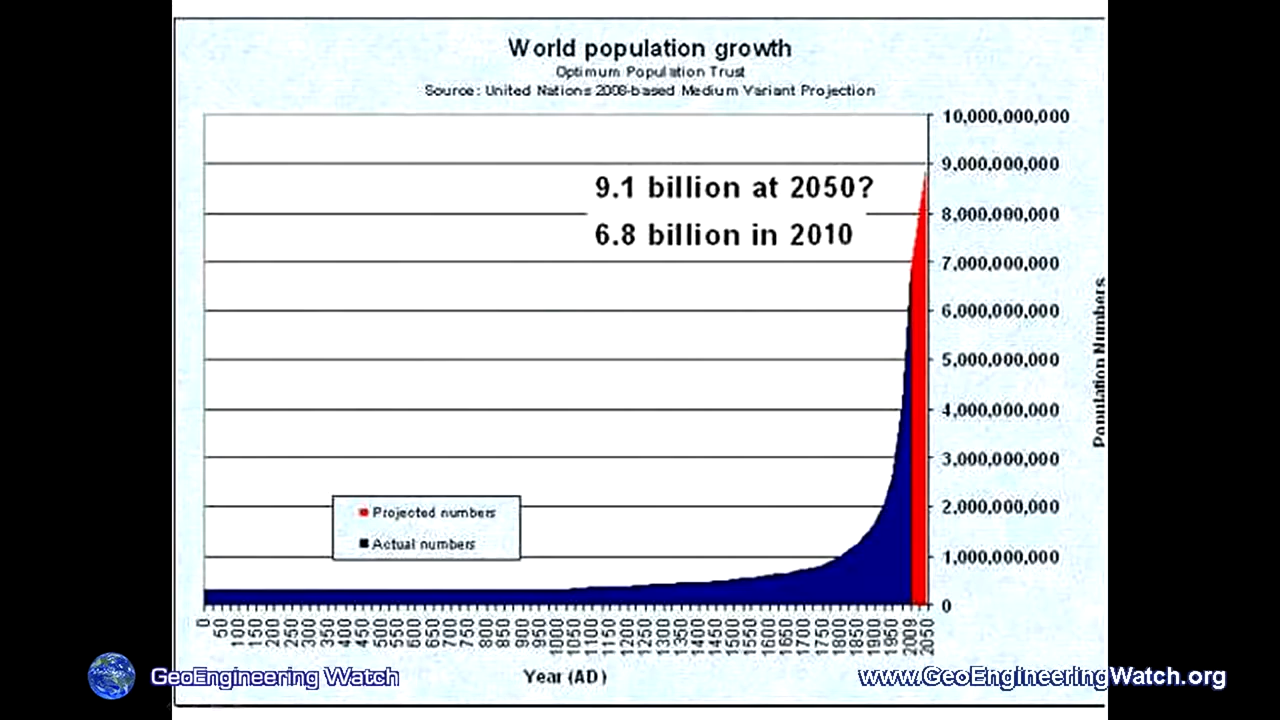 World population growth
Optimum Population Trust
Source: United Nations 2008-based Medium Variant Projection
10,000,000,000
9,000,000,000
9.1 billion at 2050?
8,000,000,000
6.8 billion in 2010
7,000,000,000
6,000,000,000
5,000,000,000
4,000,000,000
3,000,000,000
2,000,000,000
1,000,000,000
0
Population Numbers
Projected numbers
Actual numbers
0 50 100 150 200 250 300 350 400 450 500 550 600 650 700 750 800 850 900 950 1000 1050 1100 1150 1200 1250 1300 1350 1400 1450 1500 1550 1600 1650 1700 1750 1800 1850 1900 1950 2009 2050
Year (AD)
GeoEngineering Watch
www.GeoEngineeringWatch.org